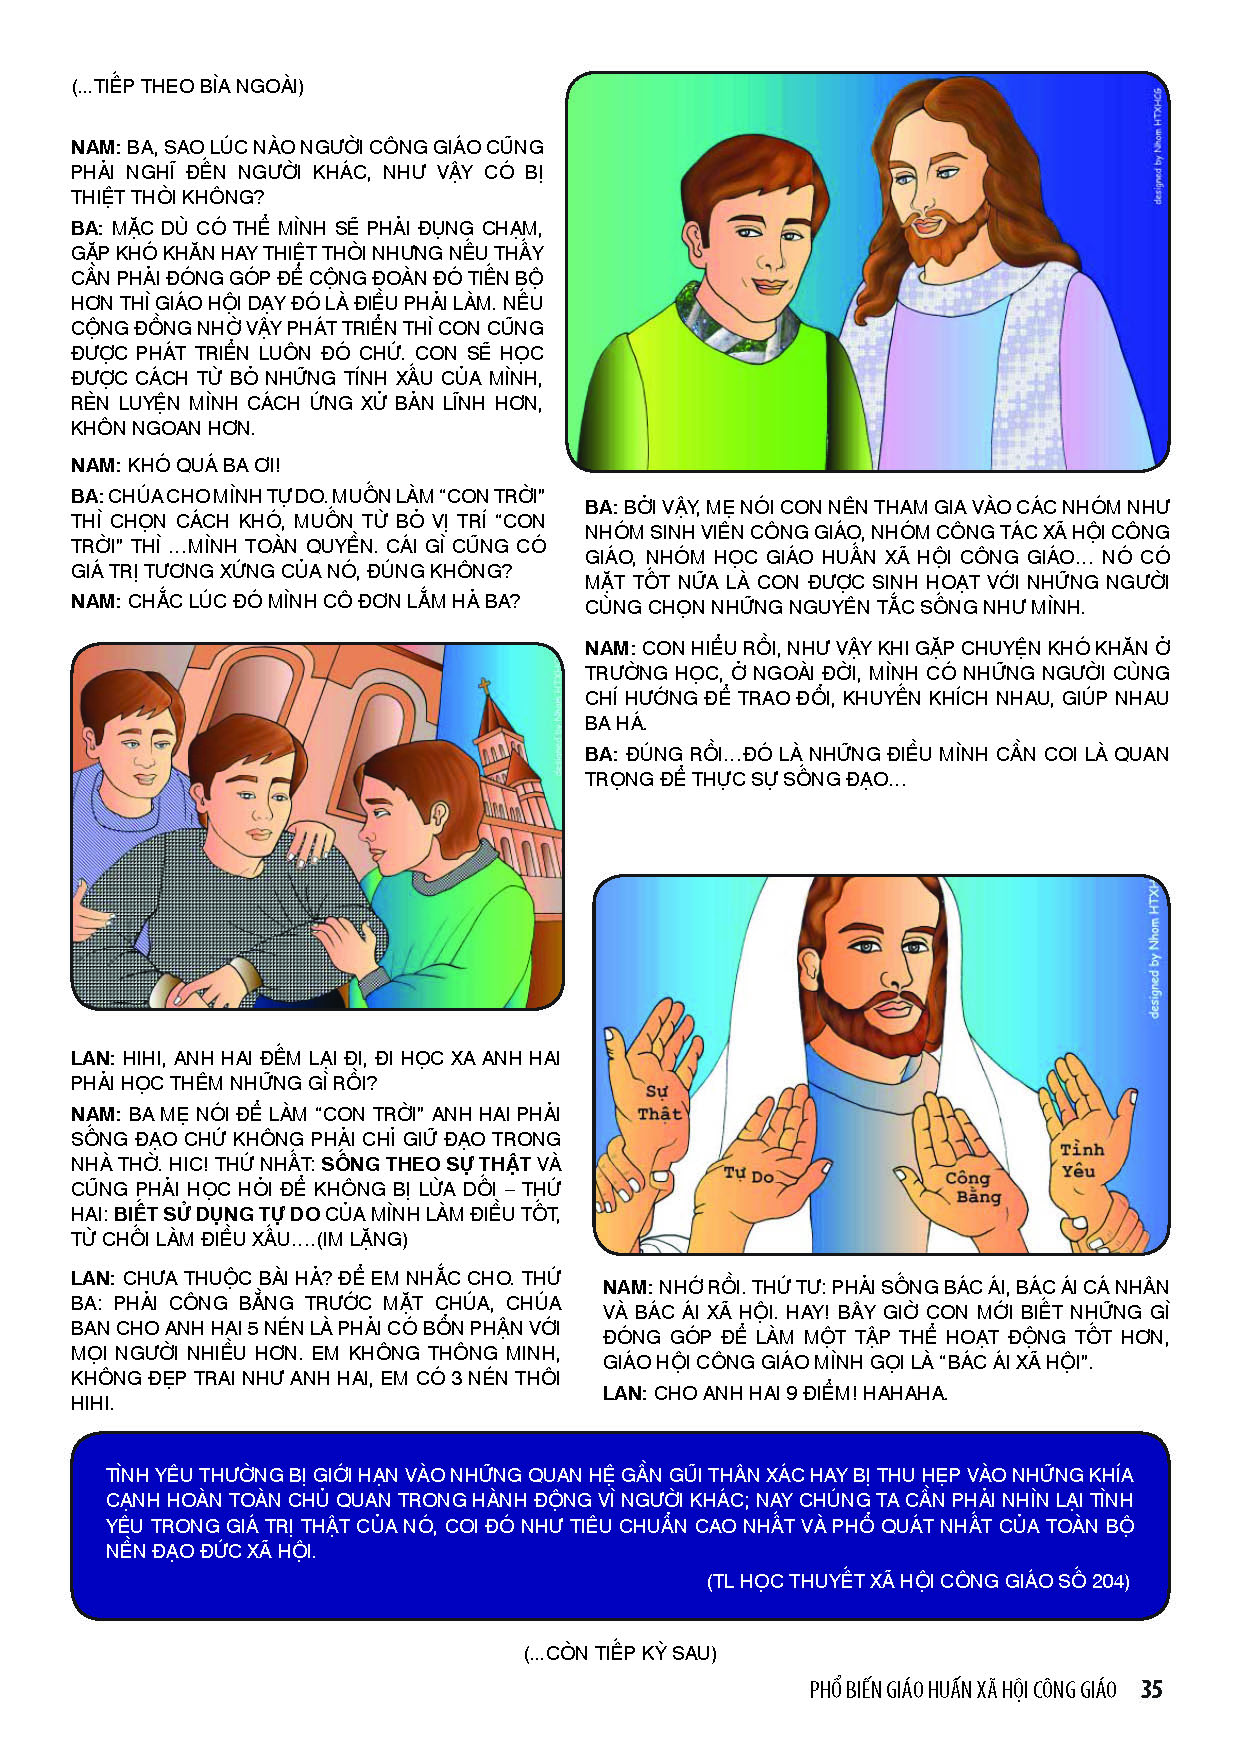 (...TIẾP THEO BÌA NGOÀI)
NAM: BA, SAO LÚC NÀO NGƯỜI CÔNG GIÁO CŨNG
PHẢI NGHĨ ĐẾN NGƯỜI KHÁC, NHƯ VẬY CÓ BỊ
THIỆT THÒI KHÔNG?
BA: MẶC DÙ CÓ THỂ MÌNH SẼ PHẢI ĐỤNG CHẠM,
GẶP KHÓ KHĂN HAY THIỆT THÒI NHƯNG NẾU THẤY
CẦN PHẢI ĐÓNG GÓP ĐỂ CỘNG ĐOÀN ĐÓ TIẾN BỘ
HƠN THÌ GIÁO HỘI DẠY ĐÓ LÀ ĐIỀU PHẢI LÀM. NẾU
CỘNG ĐỒNG NHỜ VẬY PHÁT TRIỂN THÌ CON CŨNG
ĐƯỢC PHÁT TRIỂN LUÔN ĐÓ CHỨ. CON SẼ HỌC
ĐƯỢC CÁCH TỪ BỎ NHỮNG TÍNH XẤU CỦA MÌNH,
RÈN LUYỆN MÌNH CÁCH ỨNG XỬ BẢN LĨNH HƠN,
KHÔN NGOAN HƠN.
NAM: KHÓ QUÁ BA ƠI!
BA: CHÚA CHO MÌNH TỰ DO. MUỐN LÀM “CON TRỜI”
THÌ CHỌN CÁCH KHÓ, MUỐN TỪ BỎ VỊ TRÍ “CON
TRỜI” THÌ ...MÌNH TOÀN QUYỀN. CÁI GÌ CŨNG CÓ
GIÁ TRỊ TƯƠNG XỨNG CỦA NÓ, ĐÚNG KHÔNG?
NAM: CHẮC LÚC ĐÓ MÌNH CÔ ĐƠN LẮM HẢ BA?
designed by Nhom HTXHCG
BA: BỞI VẬY, MẸ NÓI CON NÊN THAM GIA VÀO CÁC NHÓM NHƯ
NHÓM SINH VIÊN CÔNG GIÁO, NHÓM CÔNG TÁC XÃ HỘI CÔNG
GIÁO, NHÓM HỌC GIÁO HUẤN XÃ HỘI CÔNG GIÁO... NÓ CÓ
MẶT TỐT NỮA LÀ CON ĐƯỢC SINH HOẠT VỚI NHỮNG NGƯỜI
CÙNG CHỌN NHỮNG NGUYÊN TẮC SỐNG NHƯ MÌNH.
NAM: CON HIỂU RỒI, NHƯ VẬY KHI GẶP CHUYỆN KHÓ KHĂN Ở
TRƯỜNG HỌC, Ở NGOÀI ĐỜI, MÌNH CÓ NHỮNG NGƯỜI CÙNG
CHÍ HƯỚNG ĐỂ TRAO ĐỔI, KHUYẾN KHÍCH NHAU, GIÚP NHAU
BA HÁ.
BA: ĐÚNG RỒI...ĐÓ LÀ NHỮNG ĐIỀU MÌNH CẦN COI LÀ QUAN
TRỌNG ĐỂ THỰC SỰ SỐNG ĐẠO...
designed by Nhom HTXH
LAN: HIHI, ANH HAI ĐẾM LẠI ĐI, ĐI HỌC XA ANH HAI
PHẢI HỌC THÊM NHỮNG GÌ RỒI?
NAM: BA MẸ NÓI ĐỂ LÀM “CON TRỜI” ANH HAI PHẢI
SỐNG ĐẠO CHỨ KHÔNG PHẢI CHỈ GIỮ ĐẠO TRONG
NHÀ THỜ. HIC! THỨ NHẤT: SỐNG THEO SỰ THẬT VÀ
CŨNG PHẢI HỌC HỎI ĐỂ KHÔNG BỊ LỪA DỐI – THỨ
HAI: BIẾT SỬ DỤNG TỰ DO CỦA MÌNH LÀM ĐIỀU TỐT,
TỪ CHỐI LÀM ĐIỀU XẤU....(IM LẶNG)
LAN: CHƯA THUỘC BÀI HẢ? ĐỂ EM NHẮC CHO. THỨ
BA: PHẢI CÔNG BẰNG TRƯỚC MẶT CHÚA, CHÚA
BAN CHO ANH HAI 5 NÉN LÀ PHẢI CÓ BỔN PHẬN VỚI
MỌI NGƯỜI NHIỀU HƠN. EM KHÔNG THÔNG MINH,
KHÔNG ĐẸP TRAI NHƯ ANH HAI, EM CÓ 3 NÉN THÔI
HIHI.
designed by Nhom HTXH
Sự
Thật
Tự Do
Công
Bằng
Tình
Yêu
NAM: NHỚ RỒI. THỨ TƯ: PHẢI SỐNG BÁC ÁI, BÁC ÁI CÁ NHÂN
VÀ BÁC ÁI XÃ HỘI. HAY! BÂY GIỜ CON MỚI BIẾT NHỮNG GÌ
ĐÓNG GÓP ĐỂ LÀM MỘT TẬP THỂ HOẠT ĐỘNG TỐT HƠN,
GIÁO HỘI CÔNG GIÁO MÌNH GỌI LÀ “BÁC ÁI XÃ HỘI”.
LAN: CHO ANH HAI 9 ĐIỂM! HAHAHA.
TÌNH YÊU THƯỜNG BỊ GIỚI HẠN VÀO NHỮNG QUAN HỆ GẦN GŨI THÂN XÁC HAY BỊ THU HẸP VÀO NHỮNG KHÍA
CẠNH HOÀN TOÀN CHỦ QUAN TRONG HÀNH ĐỘNG VÌ NGƯỜI KHÁC; NAY CHÚNG TA CẦN PHẢI NHÌN LẠI TÌNH
YÊU TRONG GIÁ TRỊ THẬT CỦA NÓ, COI ĐÓ NHƯ TIÊU CHUẨN CAO NHẤT VÀ PHỔ QUÁT NHẤT CỦA TOÀN BỘ
NỀN ĐẠO ĐỨC XÃ HỘI.
(TL HỌC THUYẾT XÃ HỘI CÔNG GIÁO SỐ 204)
(...CÒN TIẾP KỲ SAU)
PHỔ BIẾN GIÁO HUẤN XÃ HỘI CÔNG GIÁO 35